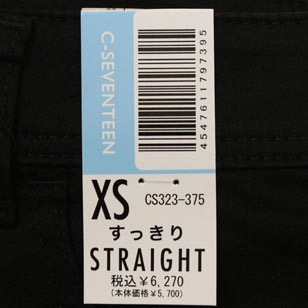 C-SEVENTEEN
4547611797395
XS
CS323-375
すっきり
STRAIGHT
税込¥6,270
(本体価格¥5,700)